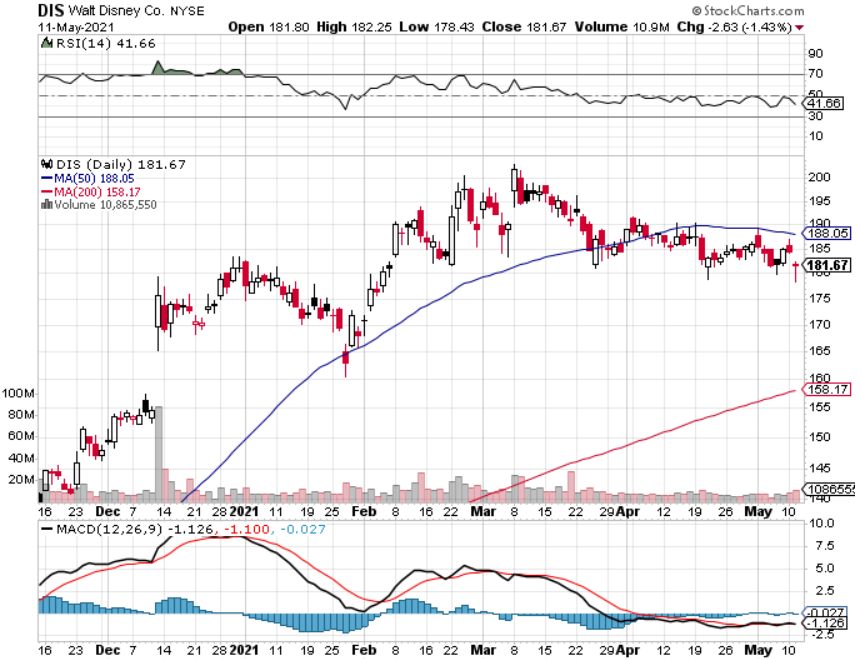 DIS Walt Disney Co. NYSE © StockCharts.com
11-May-2021 Open 181.80 High 182.25 Low 178.43 Close 181.67 Volume 10.9M Chg -2.63 (-1.43%)
RSI(14) 41.66
90
70
50
41.66
30
10
DIS (Daily) 181.67
MA(50) 188.05
MA(200) 158.17
Volume 10,865,550
200
195
190
188.05
185
181.67
180
175
170
165
160
158.17
155
150
145
140
1086555
100M
80M
60M
40M
20M
16 23 Dec 7 14 21 28 2021 11 19 25 Feb 8 16 22 Mar 8 15 22 29 Apr 12 19 26 May 10
MACD(12,26,9) -1.126, -1.100, -0.027
10.0
7.5
5.0
2.5
-0.027
-1.126
-2.5
16 23 Dec 7 14 21 28 2021 11 19 25 Feb 8 16 22 Mar 8 15 22 29 Apr 12 19 26 May 10